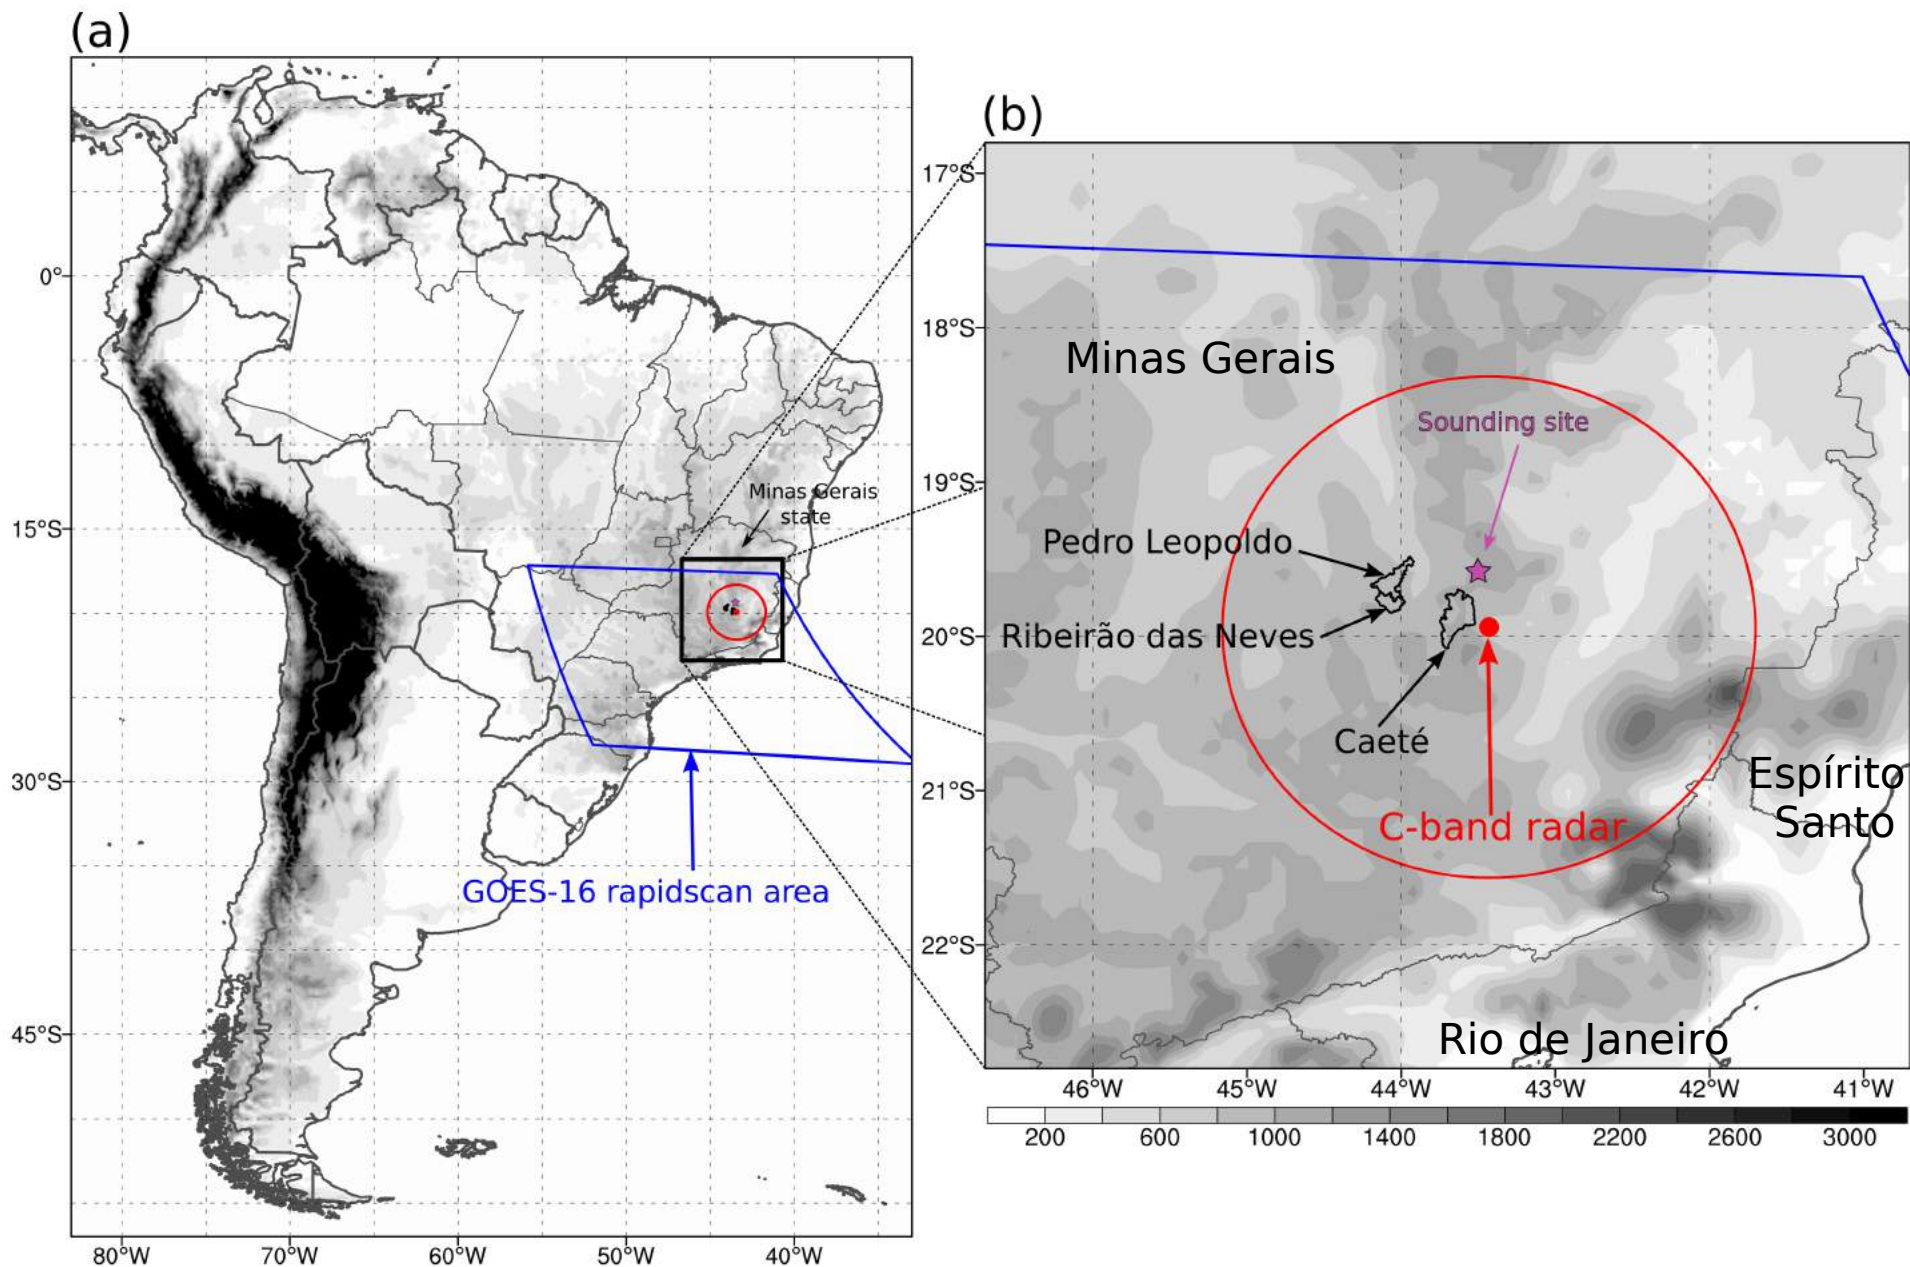 (a)
0°
15°S
30°S
45°S
80°W
70°W
60°W
50°W
40°W
Minas Gerais
state
GOES-16 rapidscan area
(b)
17°S
18°S
19°S
20°S
21°S
22°S
Minas Gerais
Sounding site
Pedro Leopoldo
Ribeirão das Neves
Caeté
C-band radar
Espírito
Santo
Rio de Janeiro
46°W
45°W
44°W
43°W
42°W
41°W
200
600
1000
1400
1800
2200
2600
3000